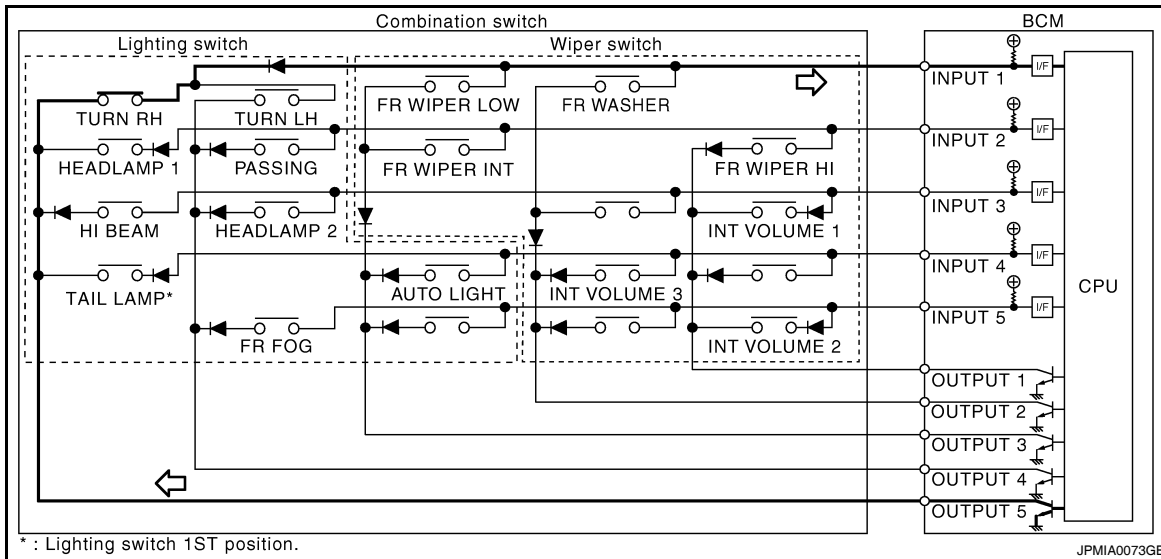 Combination switch
BCM
Lighting switch
Wiper switch
INPUT 1
I/F
TURN RH
TURN LH
FR WIPER LOW
FR WASHER
INPUT 2
I/F
HEADLAMP 1
PASSING
FR WIPER INT
FR WIPER HI
INPUT 3
I/F
HI BEAM
HEADLAMP 2
INT VOLUME 1
INPUT 4
I/F
TAIL LAMP*
AUTO LIGHT
INT VOLUME 3
CPU
INPUT 5
I/F
FR FOG
INT VOLUME 2
OUTPUT 1
OUTPUT 2
OUTPUT 3
OUTPUT 4
OUTPUT 5
* : Lighting switch 1ST position.
JPMIA0073GB